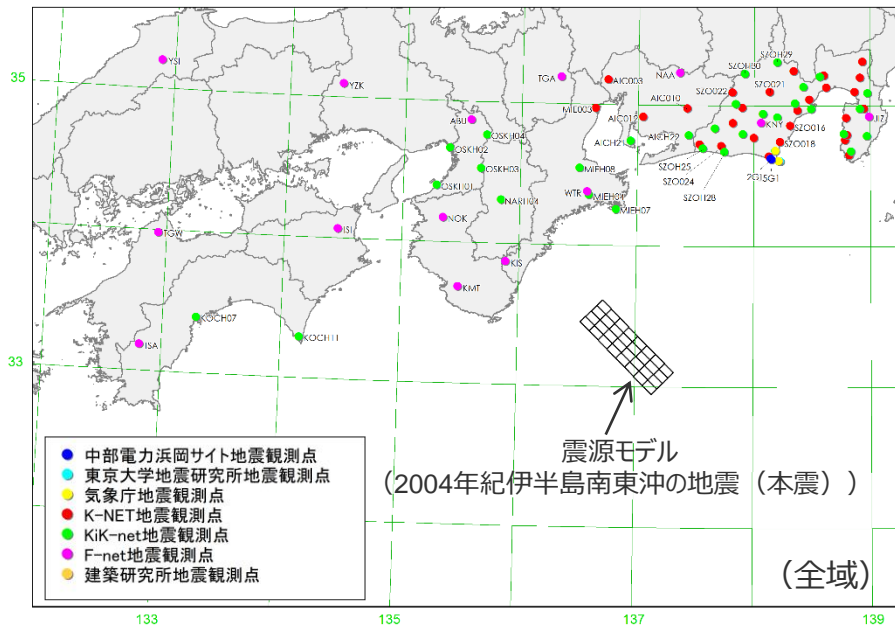 SZOH29
YSI
TGA
NAA
SZOH30
35
YZK
AIC003
SZO022
SZO021
MIE003
AIC010
ABU
AIC012
KNY
JIZ
OSKH04
SZO016
OSKH02
AICH21
AICH22
SZO018
OSKH03
MIEH08
SZOH25
2G1
5G1
OSKH01
WTR
MIEH04
SZO024
NARH04
SZOH28
NOK
MIEH07
TGW
ISI
KIS
KMT
KOCH07
ISA
KOCH11
33
震源モデル
(2004年紀伊半島南東沖の地震(本震))
中部電力浜岡サイト地震観測点
東京大学地震研究所地震観測点
気象庁地震観測点
K-NET地震観測点
KiK-net地震観測点
F-net地震観測点
建築研究所地震観測点
(全域)
133
135
137
139